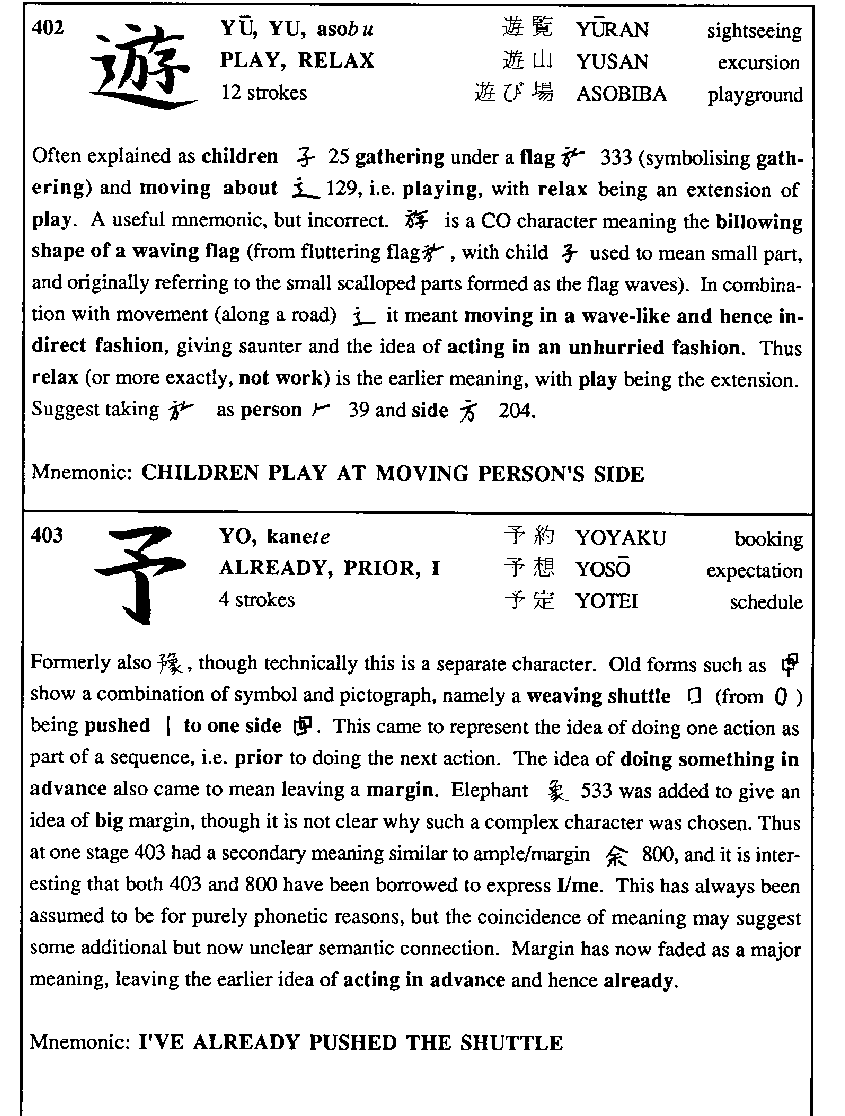 402 遊 YŪ, YU, asobu 遊覧 YŪRAN sightseeing
PLAY, RELAX 遊山 YUSAN excursion
12 strokes 遊び場 ASOBIBA playground
Often explained as children 子 25 gathering under a flag 㫃 333 (symbolising gath-
ering) and moving about 辶 129, i.e. playing, with relax being an extension of
play. A useful mnemonic, but incorrect. 斿 is a CO character meaning the billowing
shape of a waving flag (from fluttering flag 㫃, with child 子 used to mean small part,
and originally referring to the small scalloped parts formed as the flag waves). In combina-
tion with movement (along a road) 辶 it meant moving in a wave-like and hence in-
direct fashion, giving saunter and the idea of acting in an unhurried fashion. Thus
relax (or more exactly, not work) is the earlier meaning, with play being the extension.
Suggest taking 㫃 as person 𠂉 39 and side 方 204.
Mnemonic: CHILDREN PLAY AT MOVING PERSON'S SIDE
403 予 YO, kanete 予約 YOYAKU booking
ALREADY, PRIOR, I 予想 YOSŌ expectation
4 strokes 予定 YOTEI schedule
Formerly also 豫, though technically this is a separate character. Old forms such as
show a combination of symbol and pictograph, namely a weaving shuttle (from )
being pushed to one side . This came to represent the idea of doing one action as
part of a sequence, i.e. prior to doing the next action. The idea of doing something in
advance also came to mean leaving a margin. Elephant 象 533 was added to give an
idea of big margin, though it is not clear why such a complex character was chosen. Thus
at one stage 403 had a secondary meaning similar to ample/margin 余 800, and it is inter-
esting that both 403 and 800 have been borrowed to express I/me. This has always been
assumed to be for purely phonetic reasons, but the coincidence of meaning may suggest
some additional but now unclear semantic connection. Margin has now faded as a major
meaning, leaving the earlier idea of acting in advance and hence already.
Mnemonic: I'VE ALREADY PUSHED THE SHUTTLE